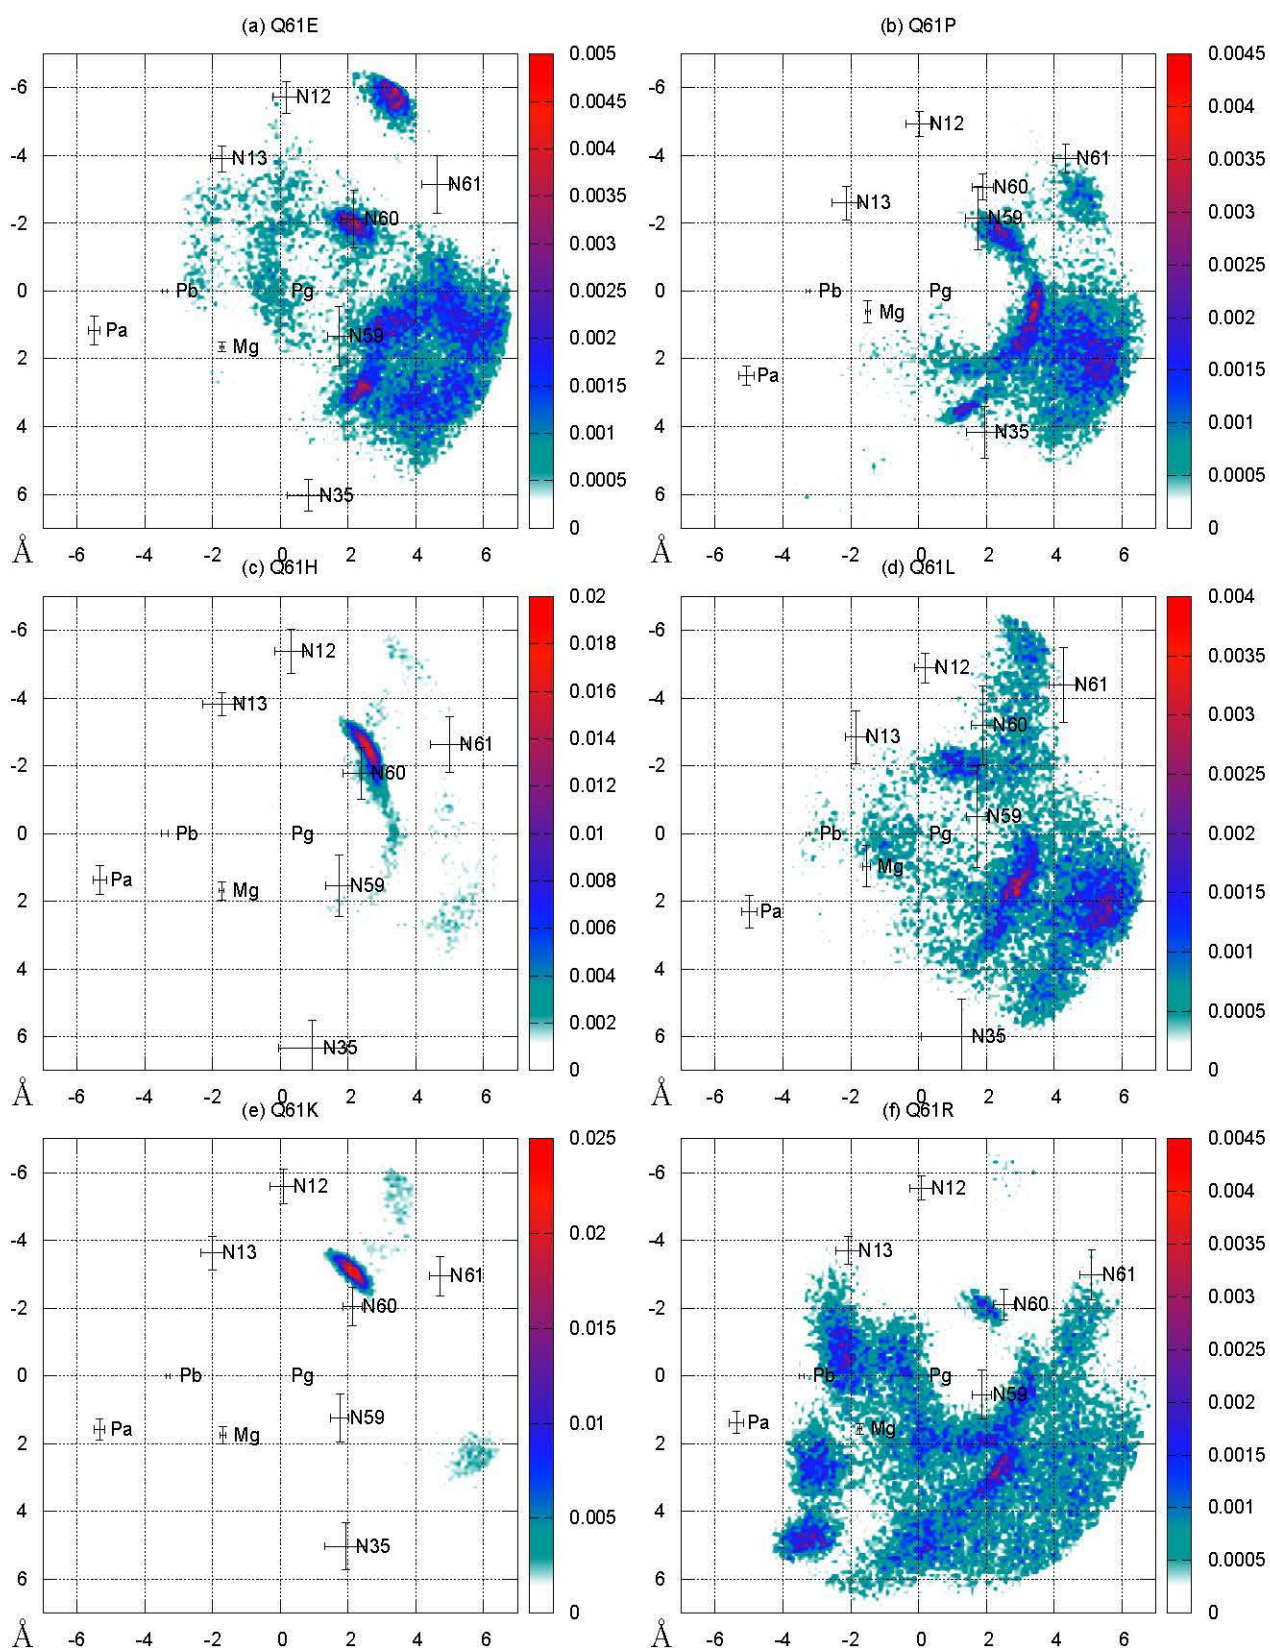 (a) Q61E
-6
-4
-2
0
2
4
6
Å
-6 -4 -2 0 2 4 6
N12
N13
N61
N60
Pb
Pg
Pa
Mg
N59
N35
0.005
0.0045
0.004
0.0035
0.003
0.0025
0.002
0.0015
0.001
0.0005
0
(b) Q61P
-6
-4
-2
0
2
4
6
Å
-6 -4 -2 0 2 4 6
N12
N61
N60
N13
N59
Pb
Pg
Mg
Pa
N35
0.0045
0.004
0.0035
0.003
0.0025
0.002
0.0015
0.001
0.0005
0
(c) Q61H
-6
-4
-2
0
2
4
6
Å
-6 -4 -2 0 2 4 6
N12
N13
N61
N60
Pb
Pg
Pa
Mg
N59
N35
0.02
0.018
0.016
0.014
0.012
0.01
0.008
0.006
0.004
0.002
0
(d) Q61L
-6
-4
-2
0
2
4
6
Å
-6 -4 -2 0 2 4 6
N12
N61
N60
N13
N59
Pb
Pg
Mg
Pa
N35
0.004
0.0035
0.003
0.0025
0.002
0.0015
0.001
0.0005
0
(e) Q61K
-6
-4
-2
0
2
4
6
Å
-6 -4 -2 0 2 4 6
N12
N13
N61
N60
Pb
Pg
N59
Pa
Mg
N35
0.025
0.02
0.015
0.01
0.005
0
(f) Q61R
-6
-4
-2
0
2
4
6
Å
-6 -4 -2 0 2 4 6
N12
N13
N61
N60
Pb
Pg
N59
Pa
Mg
0.0045
0.004
0.0035
0.003
0.0025
0.002
0.0015
0.001
0.0005
0